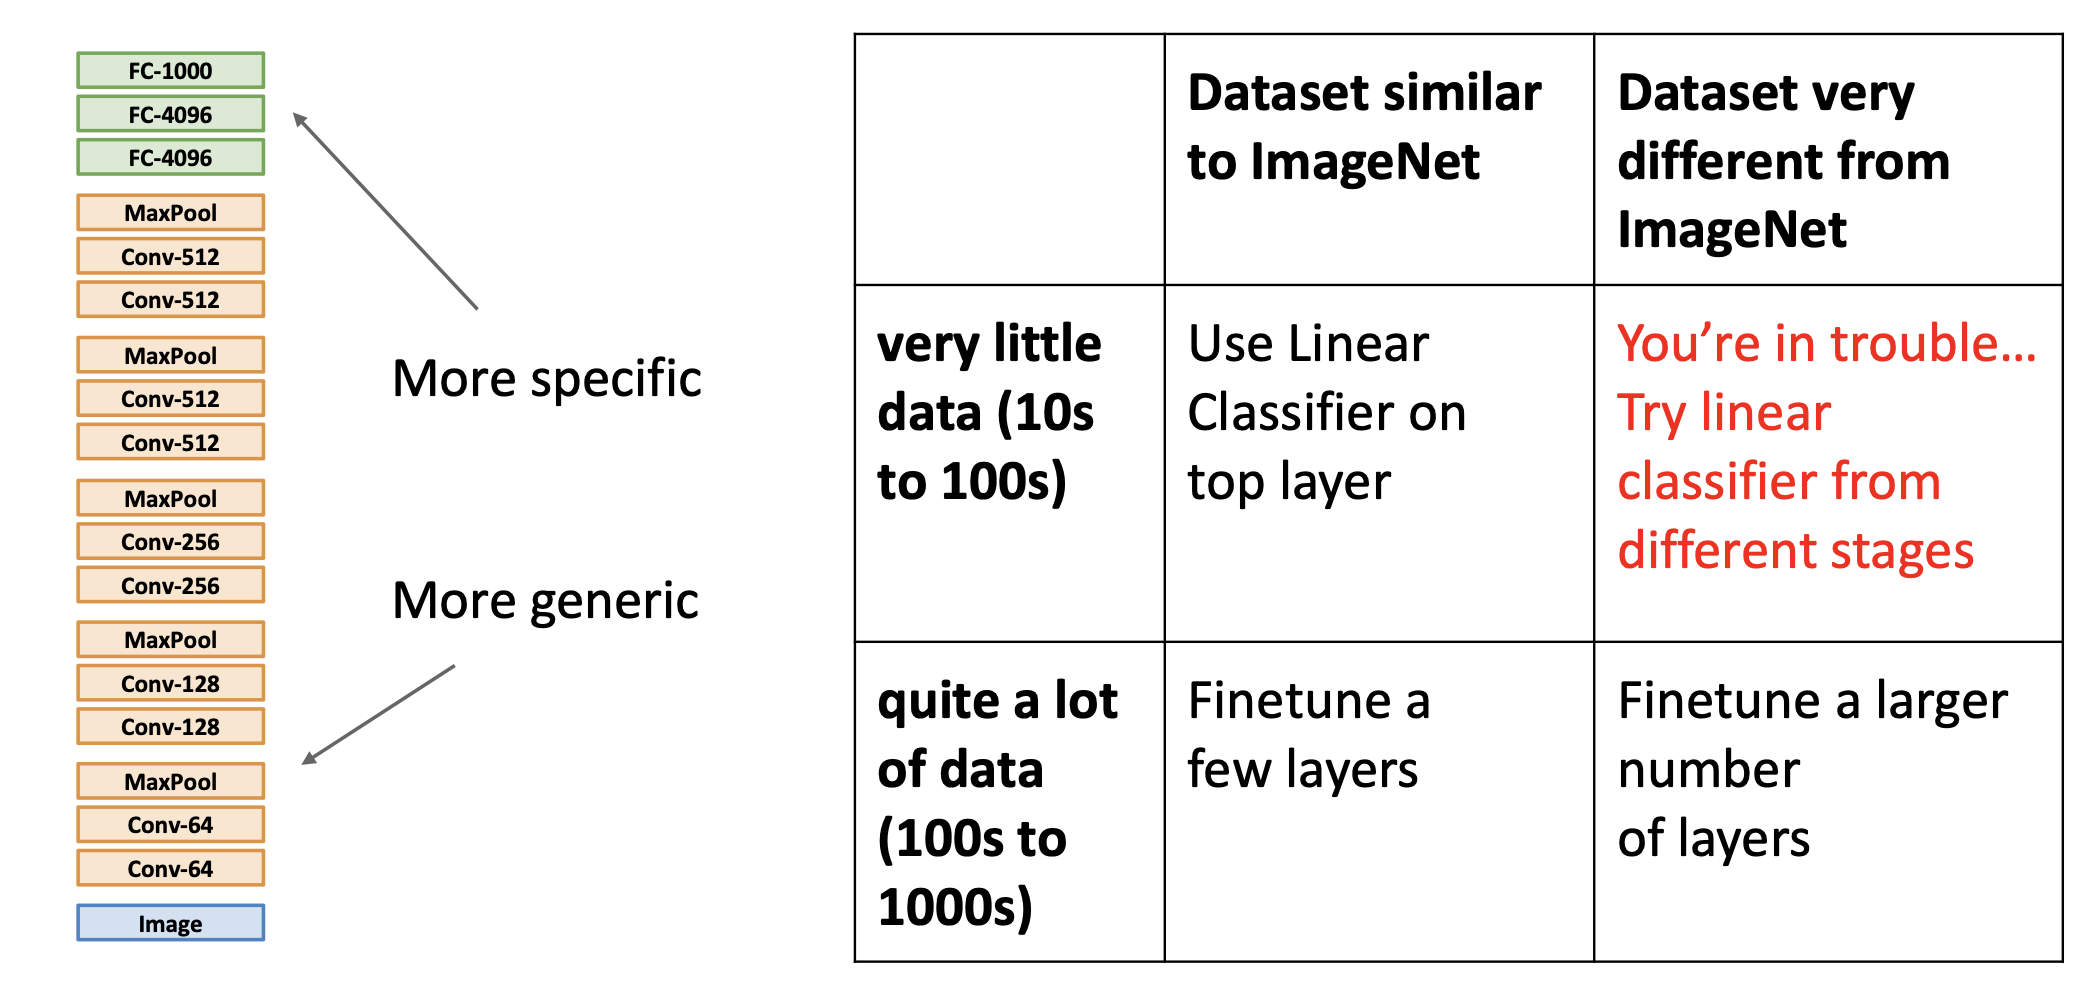 FC-1000
FC-4096
FC-4096
MaxPool
Conv-512
Conv-512
MaxPool
Conv-512
Conv-512
MaxPool
Conv-256
Conv-256
MaxPool
Conv-128
Conv-128
MaxPool
Conv-64
Conv-64
Image
More specific
More generic
Dataset similar
to ImageNet
Dataset very
different from
ImageNet
very little
data (10s
to 100s)
Use Linear
Classifier on
top layer
You’re in trouble…
Try linear
classifier from
different stages
quite a lot
of data
(100s to
1000s)
Finetune a
few layers
Finetune a larger
number
of layers